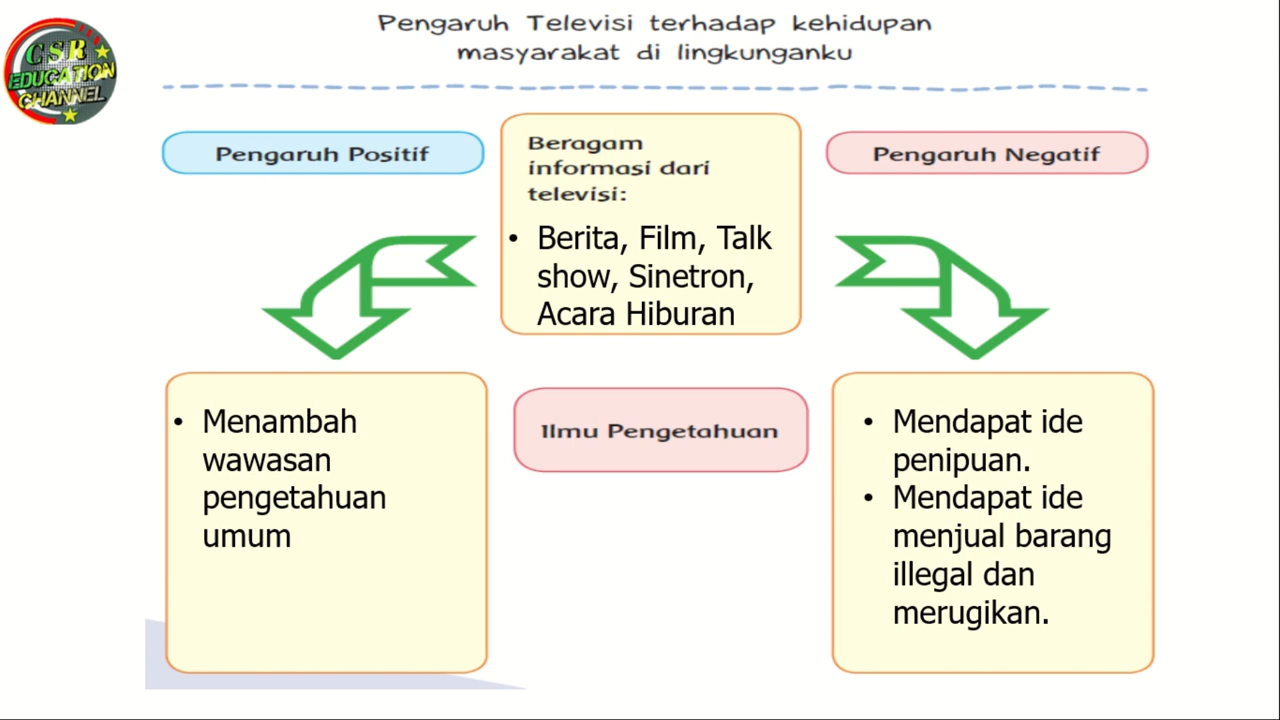 Pengaruh Televisi terhadap kehidupan
masyarakat di lingkunganku
GSR
EDUCATION
CHANNEL
Pengaruh Positif
Beragam
informasi dari
televisi:
• Berita, Film, Talk
show, Sinetron,
Acara Hiburan
Pengaruh Negatif
• Menambah
wawasan
pengetahuan
umum
Ilmu Pengetahuan
• Mendapat ide
penipuan.
• Mendapat ide
menjual barang
illegal dan
merugikan.